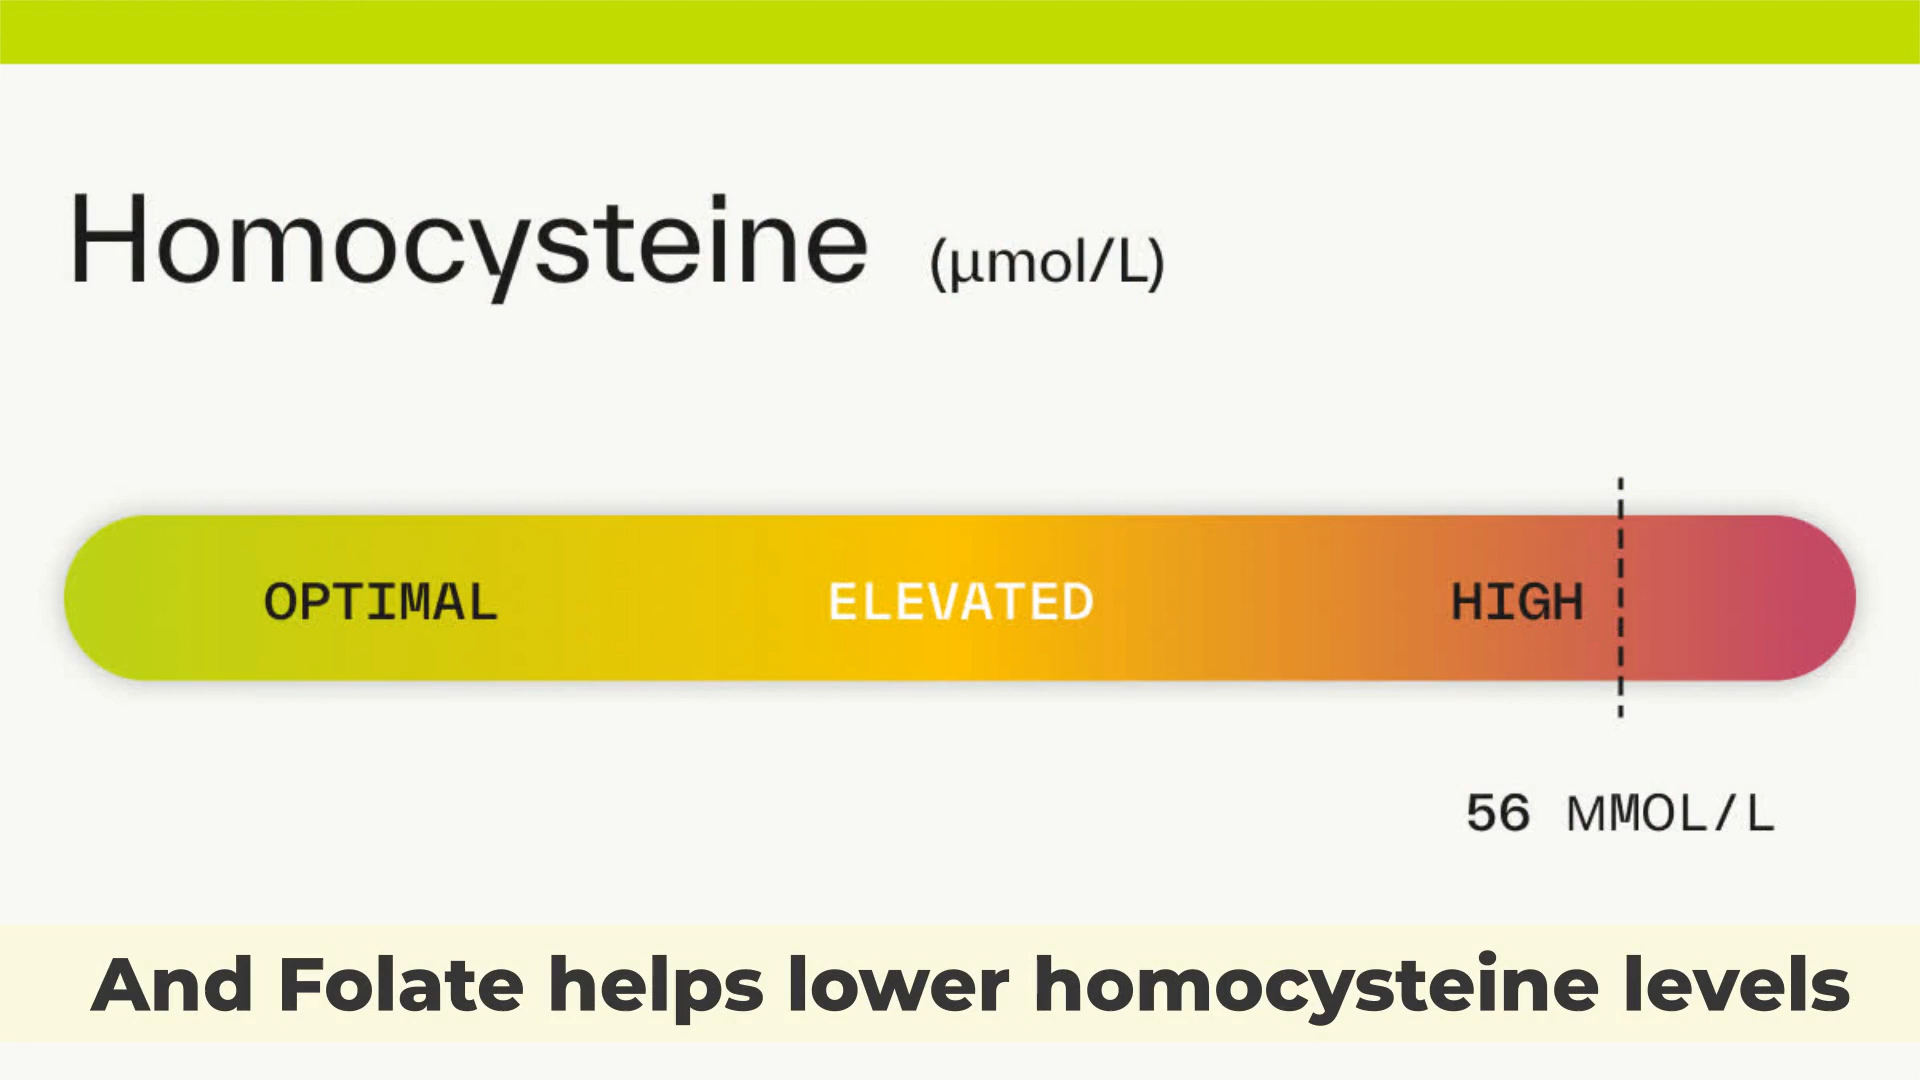 Homocysteine (µmol/L)
OPTIMAL ELEVATED HIGH
56 MMOL/L
And Folate helps lower homocysteine levels